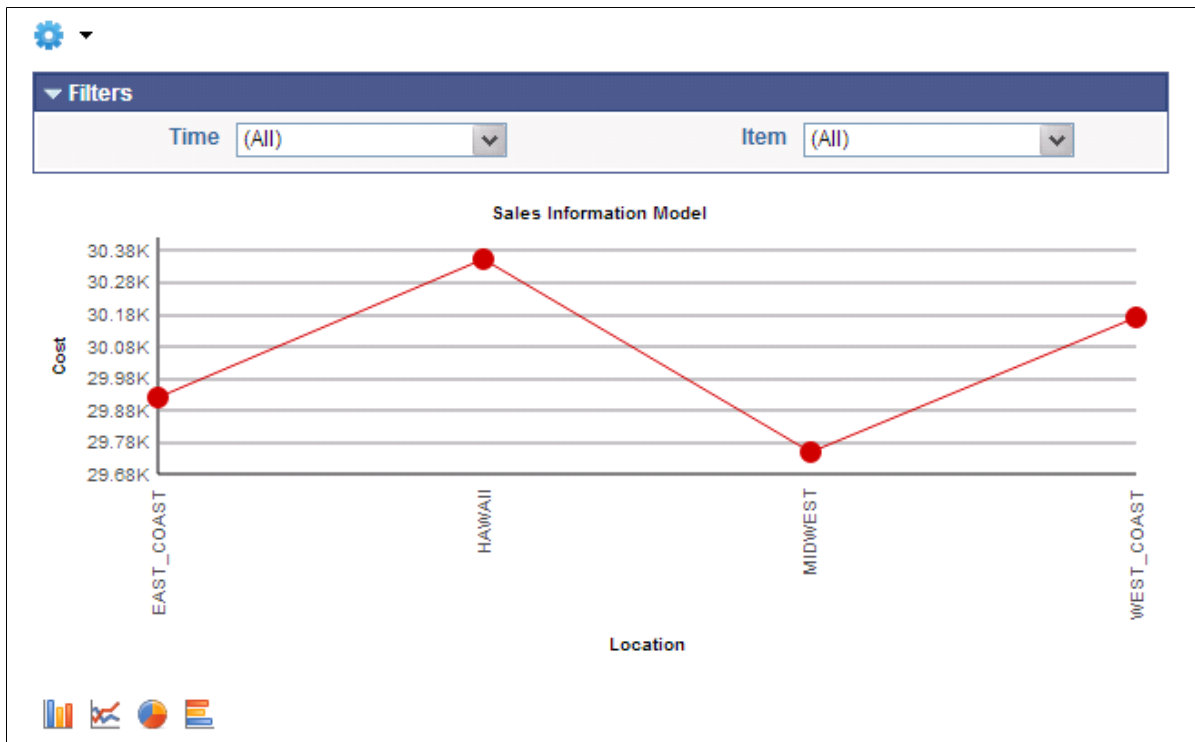 Filters
Time (All) Item (All)
Sales Information Model
Cost
30.38K
30.28K
30.18K
30.08K
29.98K
29.88K
29.78K
29.68K
EAST_COAST
HAWAII
MIDWEST
WEST_COAST
Location